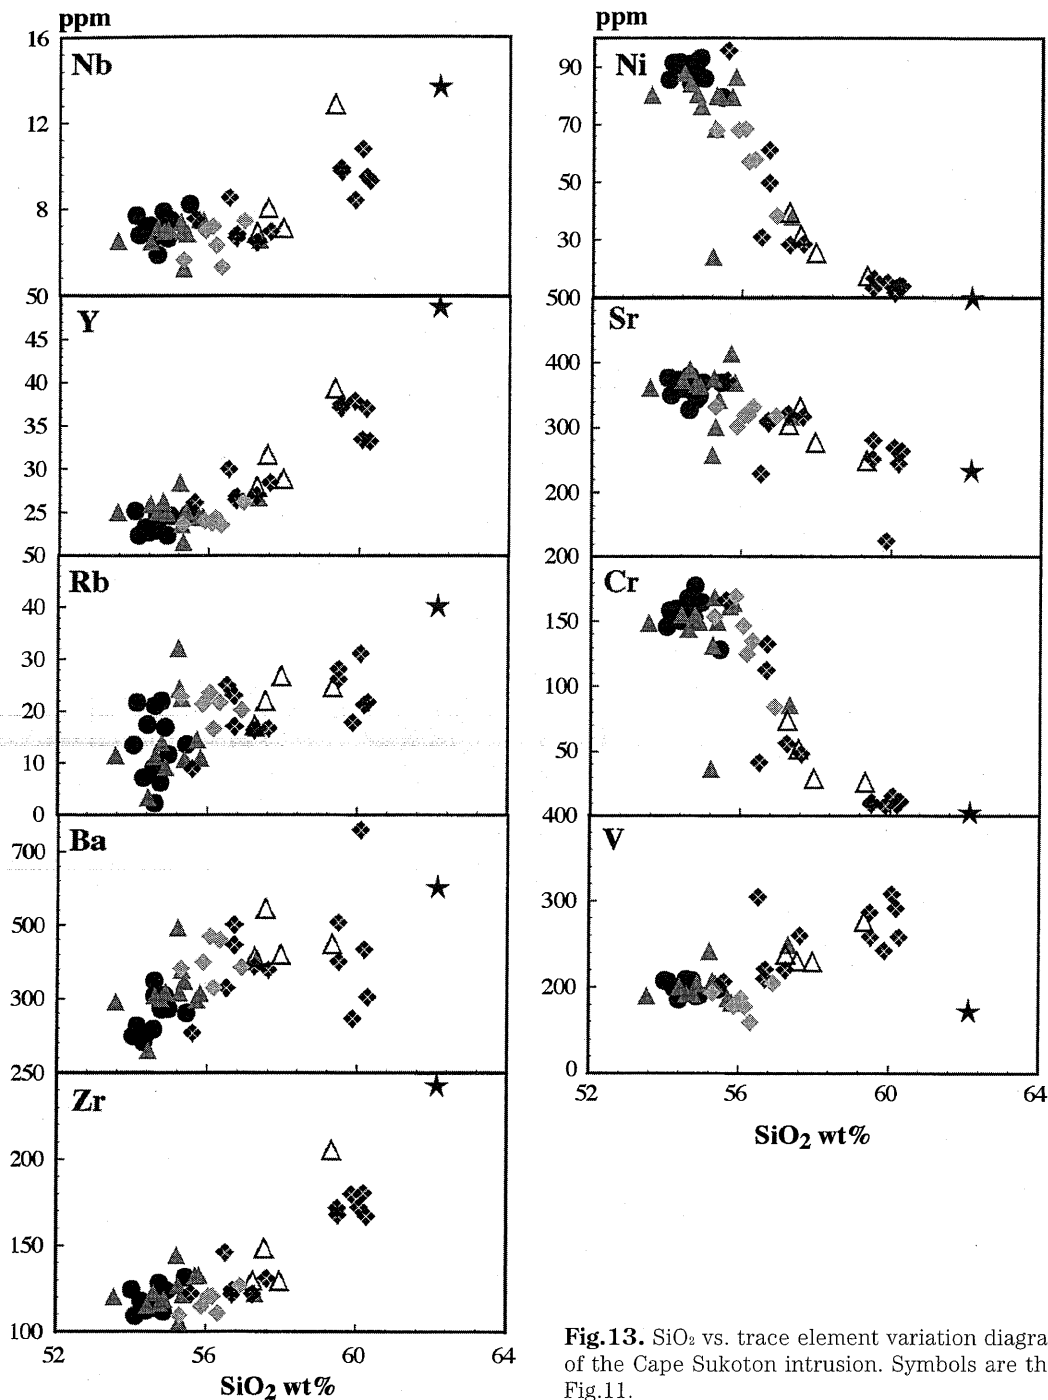 ppm
16
Nb
12
8
50
Y
45
35
25
50
Rb
40
30
20
10
0
Ba
700
500
300
250
Zr
200
150
100
52
56
60
64
SiO2 wt%
ppm
90
Ni
70
50
30
500
Sr
400
300
200
200
Cr
150
100
50
400
V
300
200
0
52
56
60
64
SiO2 wt%
Fig.13. SiO2 vs. trace element variation diagra
of the Cape Sukoton intrusion. Symbols are th
Fig.11.